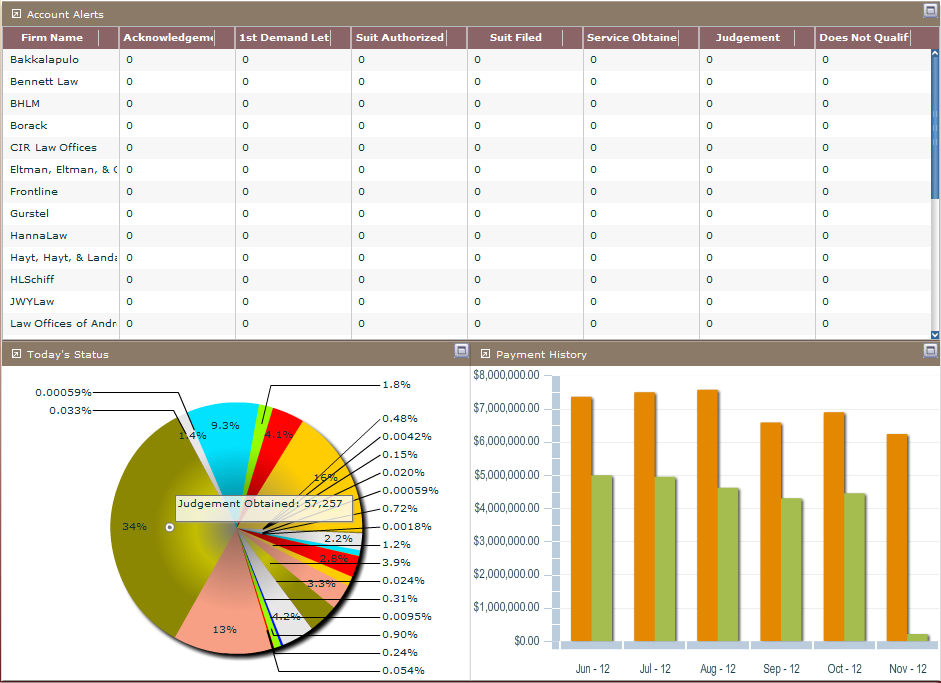 Account Alerts
Firm Name Acknowledgeme 1st Demand Let Suit Authorized Suit Filed Service Obtaine Judgement Does Not Qualif
Bakkalapulo 0 0 0 0 0 0 0
Bennett Law 0 0 0 0 0 0 0
BHLM 0 0 0 0 0 0 0
Borack 0 0 0 0 0 0 0
CIR Law Offices 0 0 0 0 0 0 0
Eltman, Eltman, & C 0 0 0 0 0 0 0
Frontline 0 0 0 0 0 0 0
Gurstel 0 0 0 0 0 0 0
HannaLaw 0 0 0 0 0 0 0
Hayt, Hayt, & Landa 0 0 0 0 0 0 0
HLSchiff 0 0 0 0 0 0 0
JWYLaw 0 0 0 0 0 0 0
Law Offices of Andr 0 0 0 0 0 0 0
Today's Status
0.00059%
0.033%
1.4%
9.3%
4.1%
16%
34%
Judgement Obtained: 57,257
2.2%
2.6%
3.3%
4.2%
13%
1.8%
0.48%
0.0042%
0.15%
0.020%
0.00059%
0.72%
0.0018%
1.2%
3.9%
0.024%
0.31%
0.0095%
0.90%
0.24%
0.054%
Payment History
$8,000,000.00
$7,000,000.00
$6,000,000.00
$5,000,000.00
$4,000,000.00
$3,000,000.00
$2,000,000.00
$1,000,000.00
$0.00
Jun - 12 Jul - 12 Aug - 12 Sep - 12 Oct - 12 Nov - 12